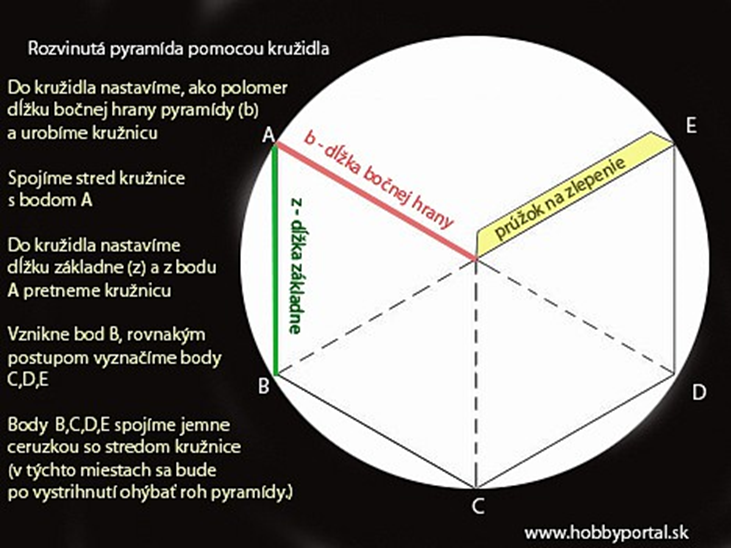 Rozvinutá pyramída pomocou kružidla
Do kružidla nastavíme, ako polomer
dĺžku bočnej hrany pyramídy (b)
a urobíme kružnicu
Spojíme stred kružnice
s bodom A
Do kružidla nastavíme
dĺžku základne (z) a z bodu
A pretneme kružnicu
Vznikne bod B, rovnakým
postupom vyznačíme body
C,D,E
Body B,C,D,E spojíme jemne
ceruzkou so stredom kružnice
(v týchto miestach sa bude
po vystrihnutí ohýbať roh pyramídy.)
A
b - dĺžka bočnej hrany
z - dĺžka základne
prúžok na zlepenie
E
B
D
C
www.hobbyportal.sk